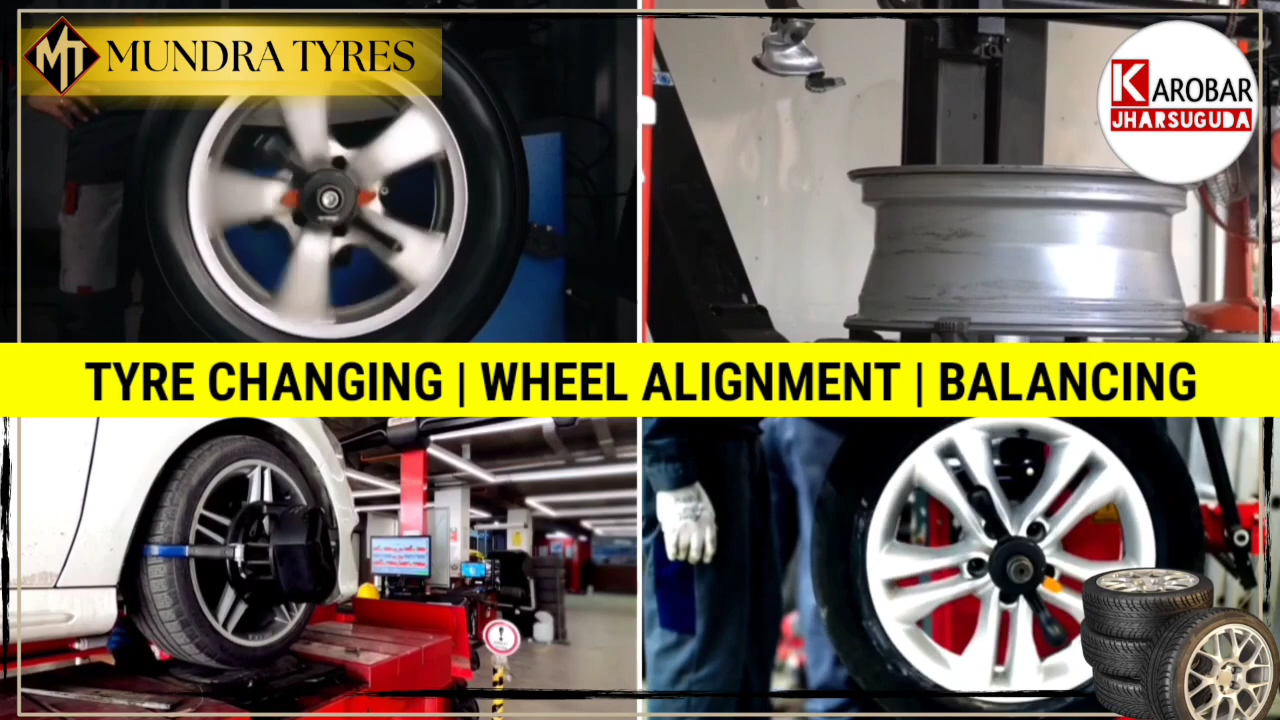 MT MUNDRA TYRES
KAROBAR
JHARSUGUDA
TYRE CHANGING | WHEEL ALIGNMENT | BALANCING